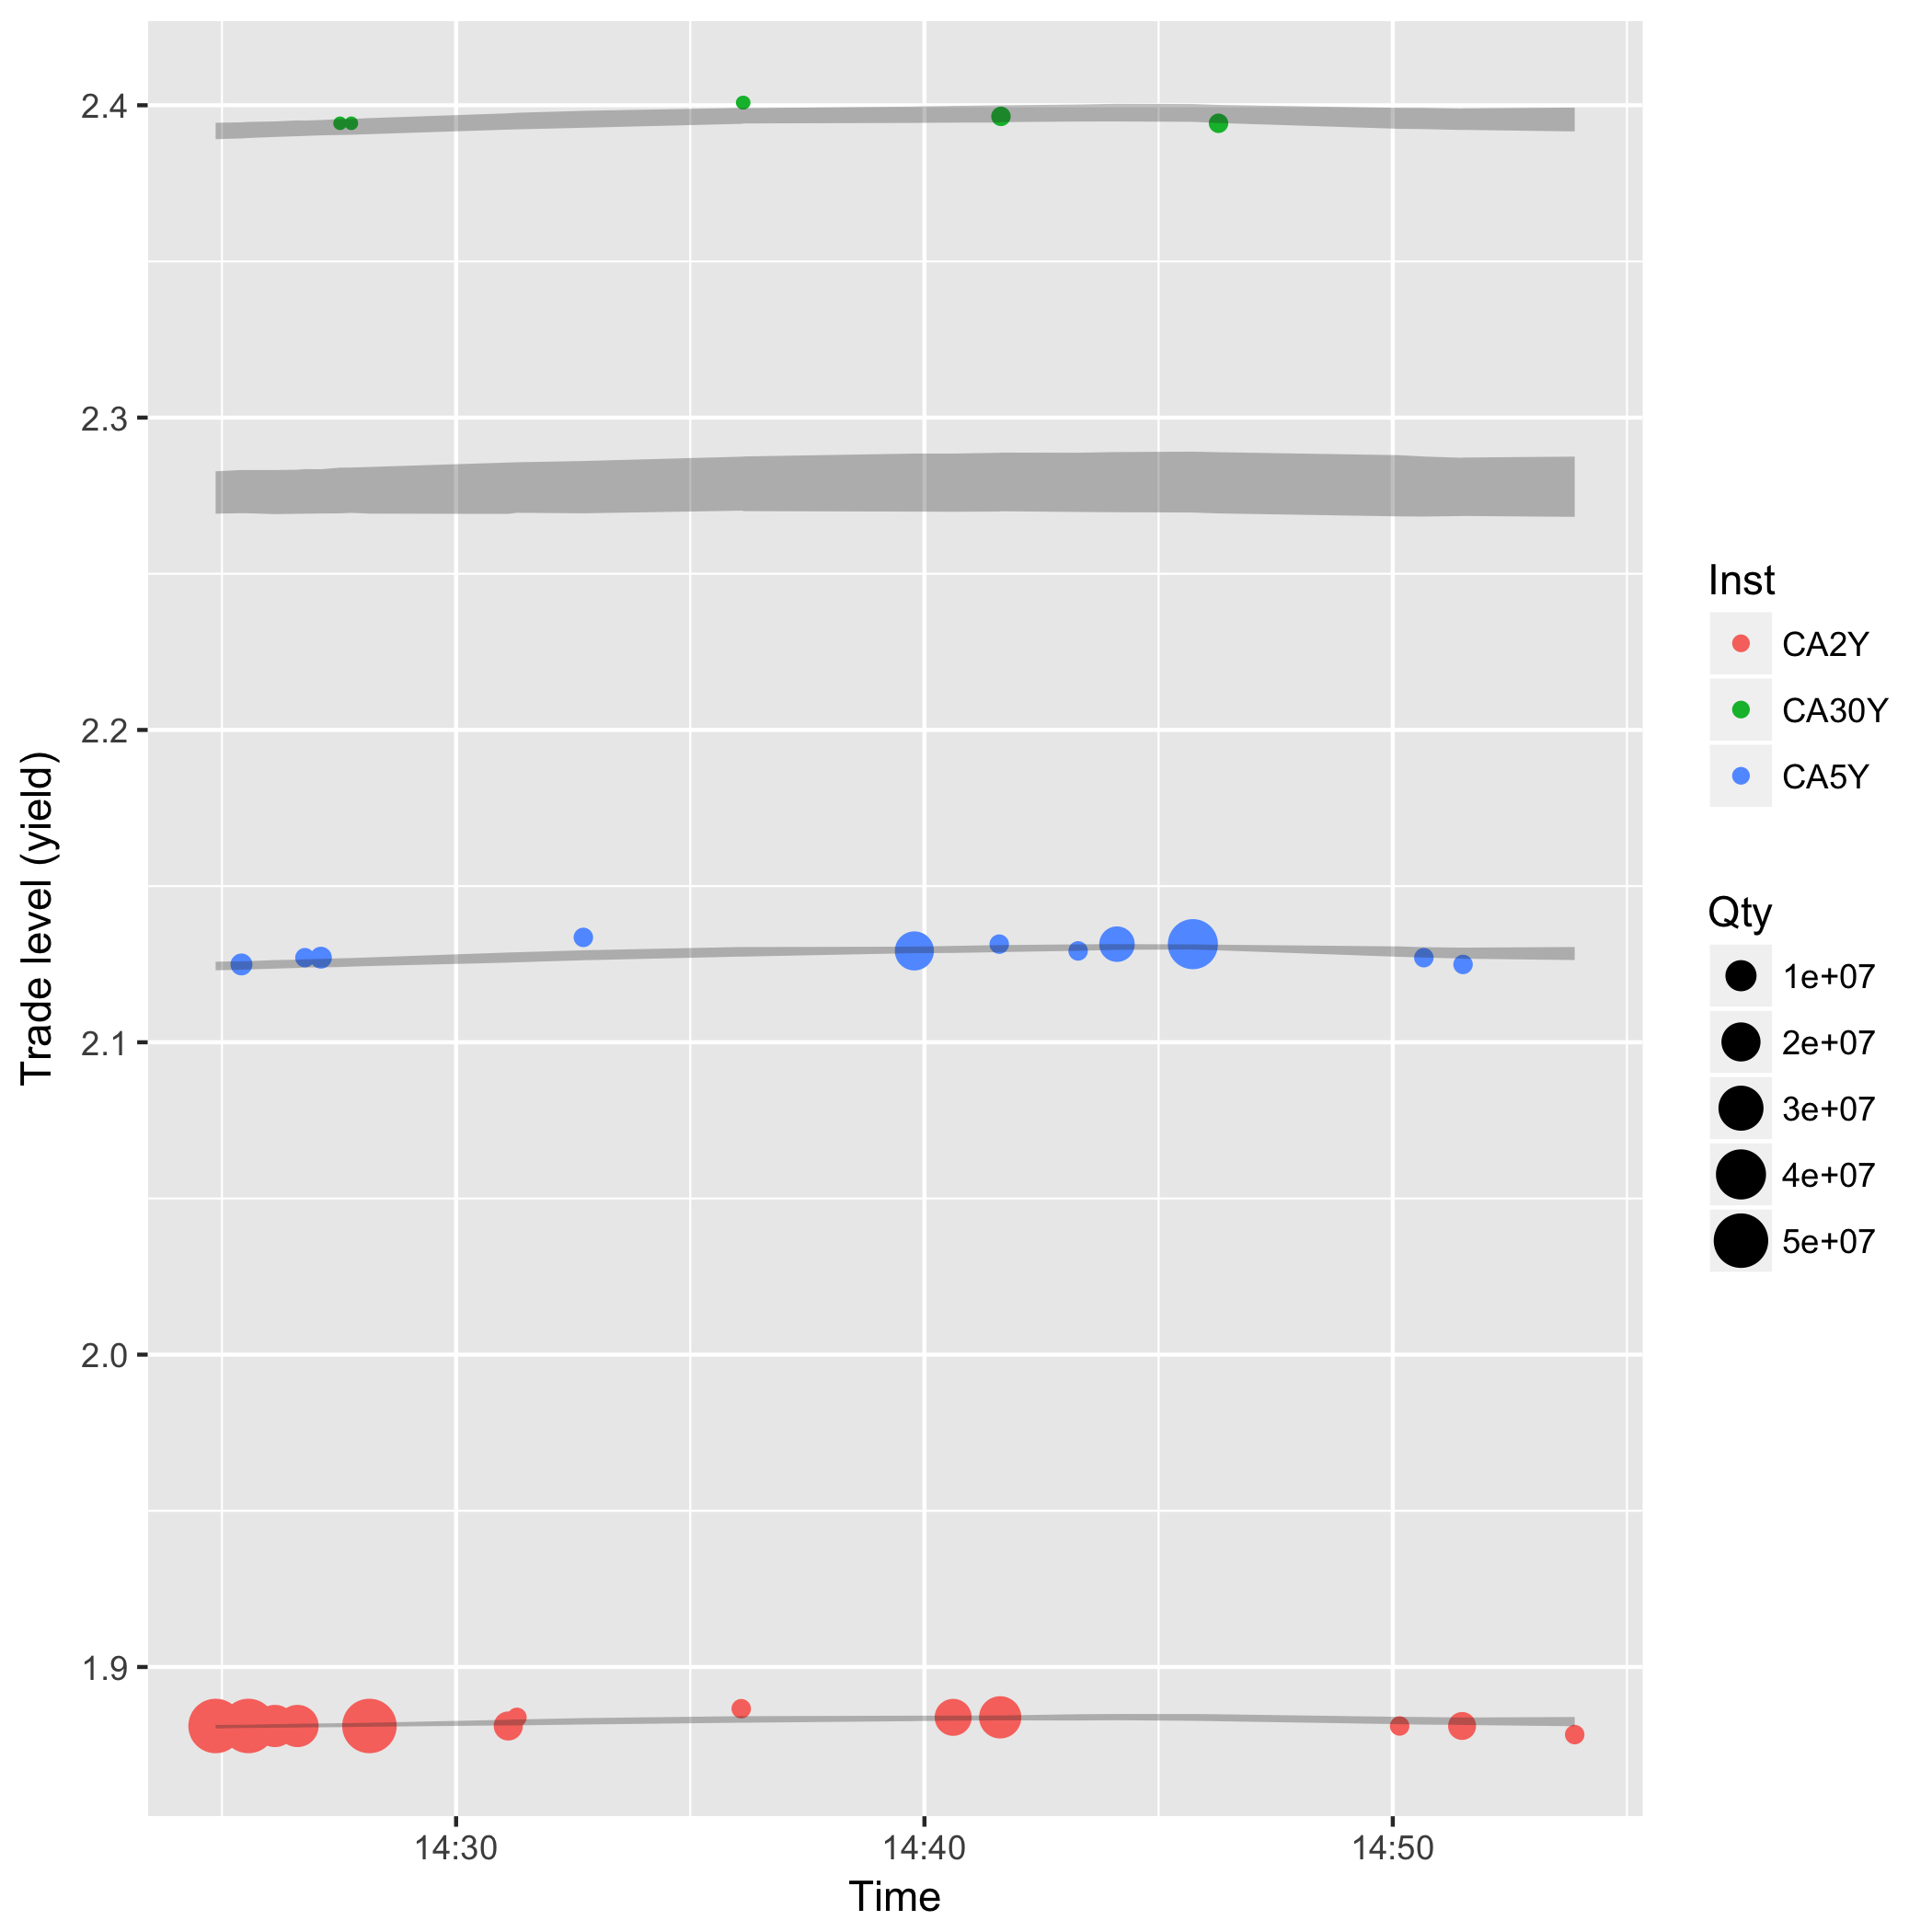 2.4
2.3
2.2
2.1
2.0
1.9
Trade level (yield)
14:30
14:40
14:50
Time
Inst
CA2Y
CA30Y
CA5Y
Qty
1e+07
2e+07
3e+07
4e+07
5e+07